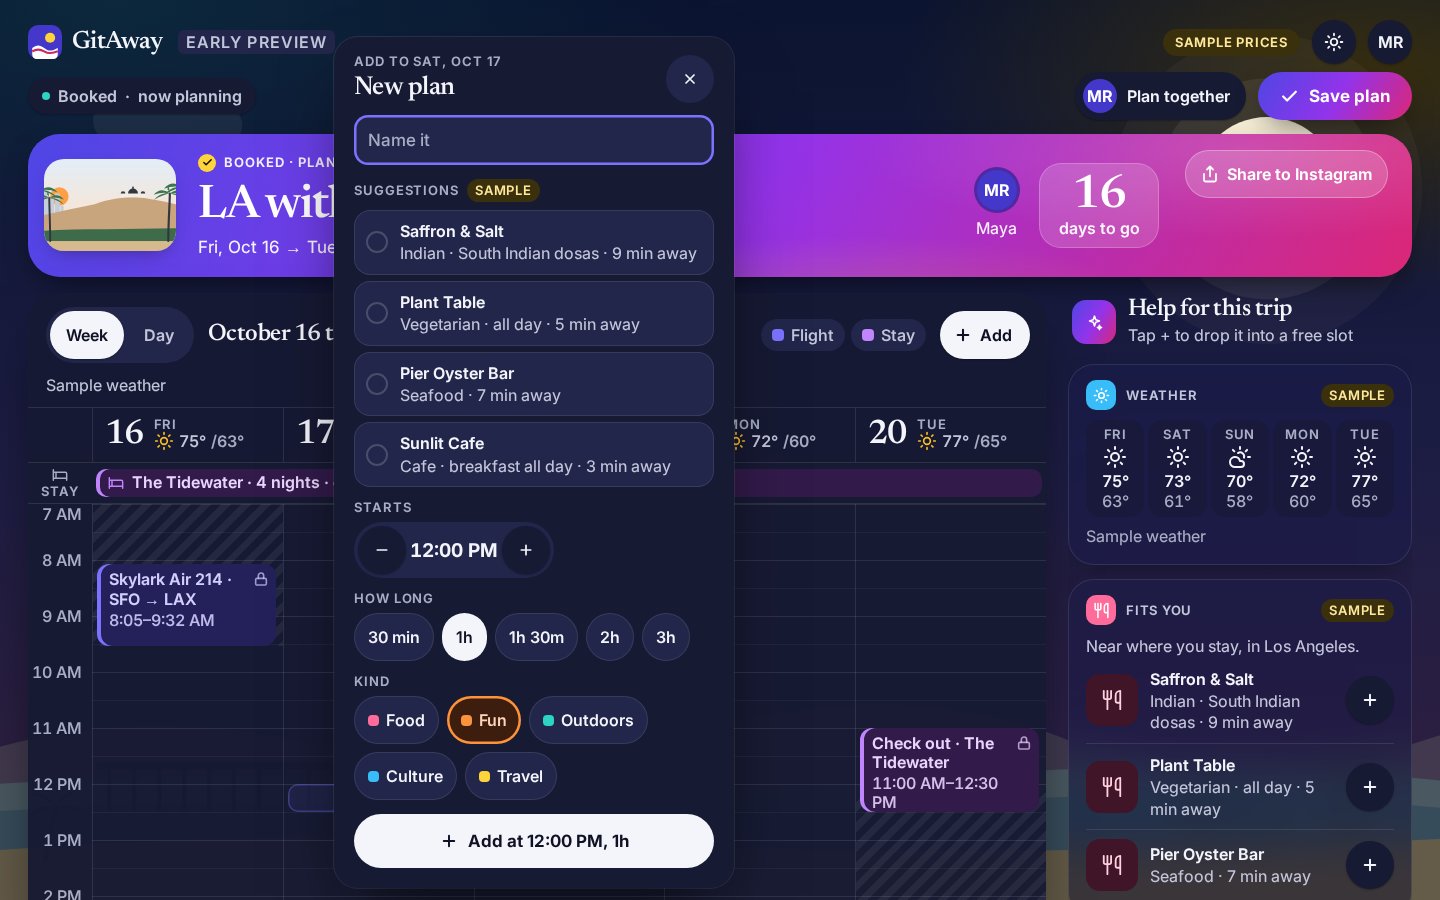 GitAway
EARLY PREVIEW
SAMPLE PRICES
MR
Booked · now planning
MR
Plan together
Save plan
BOOKED · PLAN
LA with
Fri, Oct 16 → Tue
MR
Maya
16
days to go
Share to Instagram
ADD TO SAT, OCT 17
New plan
Name it
SUGGESTIONS
SAMPLE
Saffron & Salt
Indian · South Indian dosas · 9 min away
Plant Table
Vegetarian · all day · 5 min away
Pier Oyster Bar
Seafood · 7 min away
Sunlit Cafe
Cafe · breakfast all day · 3 min away
STARTS
12:00 PM
HOW LONG
30 min
1h
1h 30m
2h
3h
KIND
Food
Fun
Outdoors
Culture
Travel
Add at 12:00 PM, 1h
Week
Day
October 16 t
Flight
Stay
Add
Sample weather
16
FRI
75° /63°
17
MON
72° /60°
20
TUE
77° /65°
STAY
The Tidewater · 4 nights ·
7 AM
8 AM
9 AM
10 AM
11 AM
12 PM
1 PM
2 PM
Skylark Air 214 ·
SFO → LAX
8:05–9:32 AM
Check out · The
Tidewater
11:00 AM–12:30
PM
Help for this trip
Tap + to drop it into a free slot
WEATHER
SAMPLE
FRI
75°
63°
SAT
73°
61°
SUN
70°
58°
MON
72°
60°
TUE
77°
65°
Sample weather
FITS YOU
SAMPLE
Near where you stay, in Los Angeles.
Saffron & Salt
Indian · South Indian
dosas · 9 min away
Plant Table
Vegetarian · all day · 5
min away
Pier Oyster Bar
Seafood · 7 min away